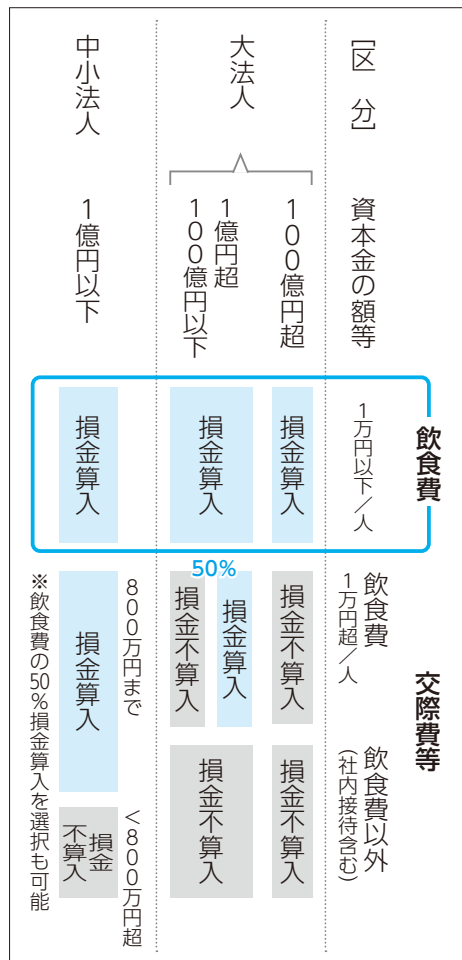 ［区　分］
資本金の額等
飲食費
1万円以下／人
交際費等
飲食費
1万円超／人
飲食費以外
（社内接待含む）
大法人
100億円超
損金算入
損金不算入
損金不算入
1億円超
100億円以下
損金算入
50%
損金算入
損金不算入
損金不算入
中小法人
1億円以下
損金算入
800万円まで
損金算入
<800万円超
損金
不算入
※飲食費の50%損金算入を選択も可能